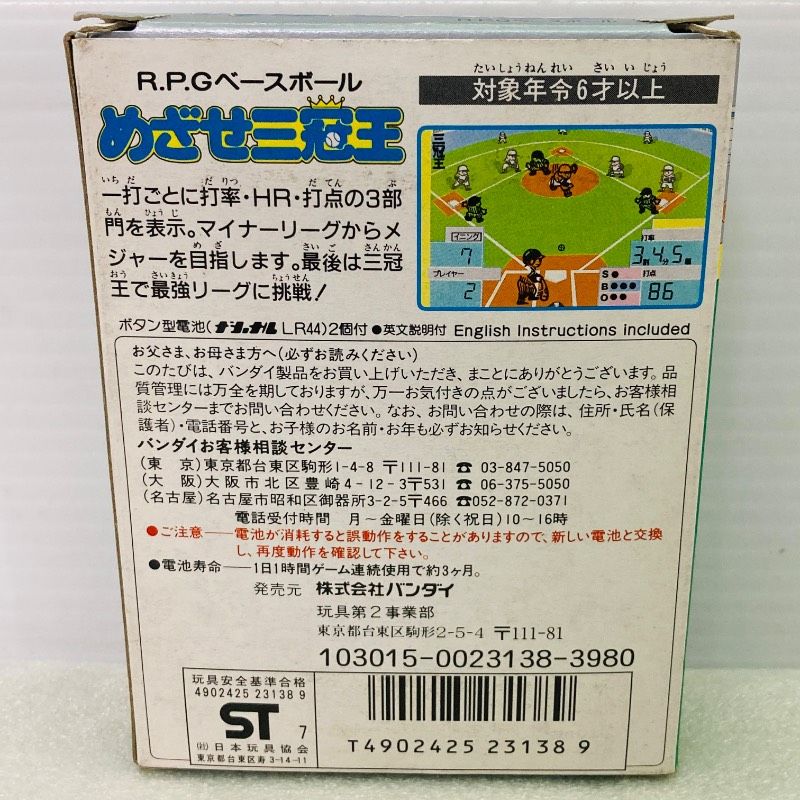 R.P.Gベースボール
めざせ三冠王
たいしょうねんれい さいいじょう
対象年令6才以上
いちだ だりつ だてん ぶ
一打ごとに打率・HR・打点の3部
もん ひょうじ
門を表示。マイナーリーグからメ
めざ さいご さんかん
ジャーを目指します。最後は三冠
おう さいきょう ちょうせん
王で最強リーグに挑戦!
三冠王
イニング
7
プレイヤー
2
S
B
O
打率
3割4分5厘
打点
86
ボタン型電池(ナショナル LR44)2個付 ●英文説明付 English Instructions included
お父さま、お母さま方へ(必ずお読みください)
このたびは、バンダイ製品をお買い上げいただき、まことにありがとうございます。品
質管理には万全を期しておりますが、万一お気付きの点がございましたら、お客様相
談センターまでお問い合わせください。なお、お問い合わせの際は、住所・氏名(保
護者)・電話番号と、お子様のお名前・お年も必ずお知らせください。
バンダイお客様相談センター
(東 京)東京都台東区駒形1-4-8 〒111-81 ☎ 03-847-5050
(大 阪)大阪市北区豊崎4-12-3〒531 ☎ 06-375-5050
(名古屋)名古屋市昭和区御器所3-2-5〒466 ☎052-872-0371
電話受付時間 月〜金曜日(除く祝日)10〜16時
●ご注意──電池が消耗すると誤動作をすることがありますので、新しい電池と交換
し、再度動作を確認して下さい。
●電池寿命──1日1時間ゲーム連続使用で約3ヶ月。
発売元 株式会社バンダイ
玩具第2事業部
東京都台東区駒形2-5-4 〒111-81
103015-0023138-3980
玩具安全基準合格
4902425 23138 9
ST 7
(社)日本玩具協会
東京都台東区寿3-14-11
T4902425 23138 9